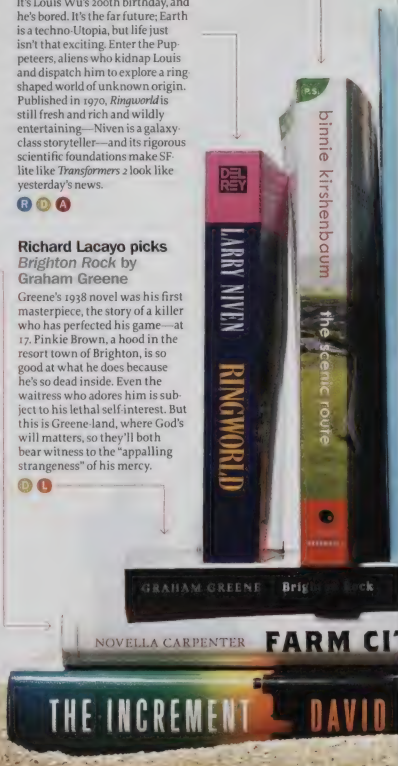 It's Louis Wu's 200th birthday, and
he's bored. It's the far future; Earth
is a techno-Utopia, but life just
isn't that exciting. Enter the Pup-
peteers, aliens who kidnap Louis
and dispatch him to explore a ring
shaped world of unknown origin.
Published in 1970, Ringworld is
still fresh and rich and wildly
entertaining—Niven is a galaxy-
class storyteller—and its rigorous
scientific foundations make SF
lite like Transformers 2 look like
yesterday's news.
R D A
Richard Lacayo picks
Brighton Rock by
Graham Greene
Greene's 1938 novel was his first
masterpiece, the story of a killer
who has perfected his game—at
17. Pinkie Brown, a hood in the
resort town of Brighton, is so
good at what he does because
he's so dead inside. Even the
waitress who adores him is sub-
ject to his lethal self-interest. But
this is Greene-land, where God's
will matters, so they'll both
bear witness to the "appalling
strangeness" of his mercy.
D L
DEL REY
LARRY NIVEN RINGWORLD
P.S.
binnie kirshenbaum the scenic route
GRAHAM GREENE Brighton Rock
NOVELLA CARPENTER FARM CI
THE INCREMENT DAVID